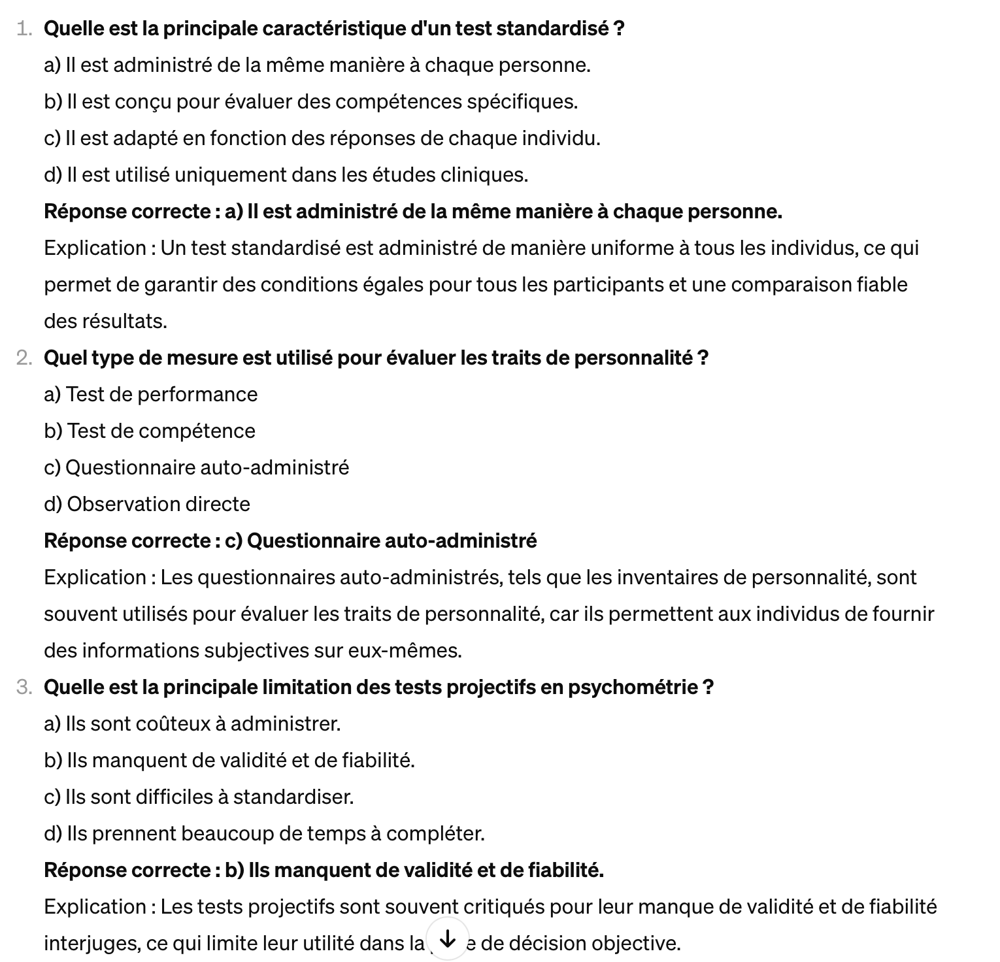 1. Quelle est la principale caractéristique d'un test standardisé ?
a) Il est administré de la même manière à chaque personne.
b) Il est conçu pour évaluer des compétences spécifiques.
c) Il est adapté en fonction des réponses de chaque individu.
d) Il est utilisé uniquement dans les études cliniques.
Réponse correcte : a) Il est administré de la même manière à chaque personne.
Explication : Un test standardisé est administré de manière uniforme à tous les individus, ce qui
permet de garantir des conditions égales pour tous les participants et une comparaison fiable
des résultats.
2. Quel type de mesure est utilisé pour évaluer les traits de personnalité ?
a) Test de performance
b) Test de compétence
c) Questionnaire auto-administré
d) Observation directe
Réponse correcte : c) Questionnaire auto-administré
Explication : Les questionnaires auto-administrés, tels que les inventaires de personnalité, sont
souvent utilisés pour évaluer les traits de personnalité, car ils permettent aux individus de fournir
des informations subjectives sur eux-mêmes.
3. Quelle est la principale limitation des tests projectifs en psychométrie ?
a) Ils sont coûteux à administrer.
b) Ils manquent de validité et de fiabilité.
c) Ils sont difficiles à standardiser.
d) Ils prennent beaucoup de temps à compléter.
Réponse correcte : b) Ils manquent de validité et de fiabilité.
Explication : Les tests projectifs sont souvent critiqués pour leur manque de validité et de fiabilité
interjuges, ce qui limite leur utilité dans la de décision objective.